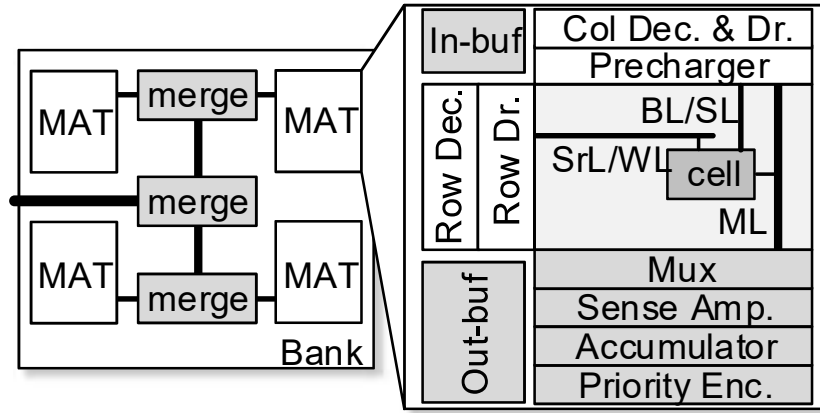 MAT
merge
MAT
merge
MAT
merge
MAT
Bank
In-buf
Col Dec. & Dr.
Precharger
Row Dec.
Row Dr.
BL/SL
SrL/WL
cell
ML
Out-buf
Mux
Sense Amp.
Accumulator
Priority Enc.